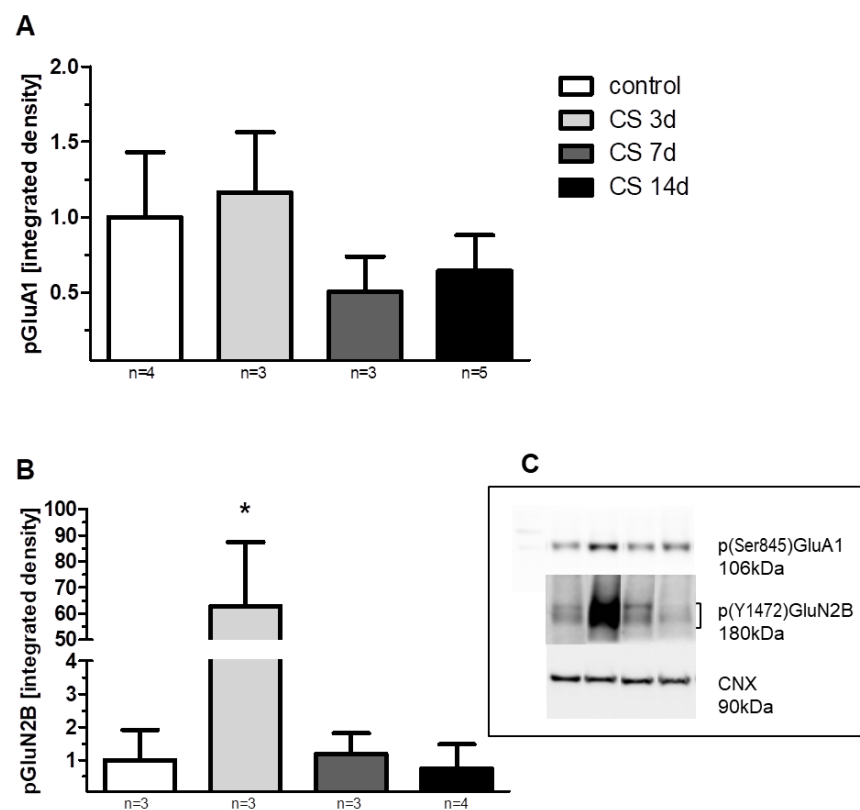 A
pGluA1 [integrated density]
2.0
1.5
1.0
0.5
n=4
n=3
n=3
n=5
control
CS 3d
CS 7d
CS 14d
B
pGluN2B [integrated density]
100
90
80
70
60
50
4
3
2
1
*
n=3
n=3
n=3
n=4
C
p(Ser845)GluA1
106kDa
p(Y1472)GluN2B
180kDa
CNX
90kDa